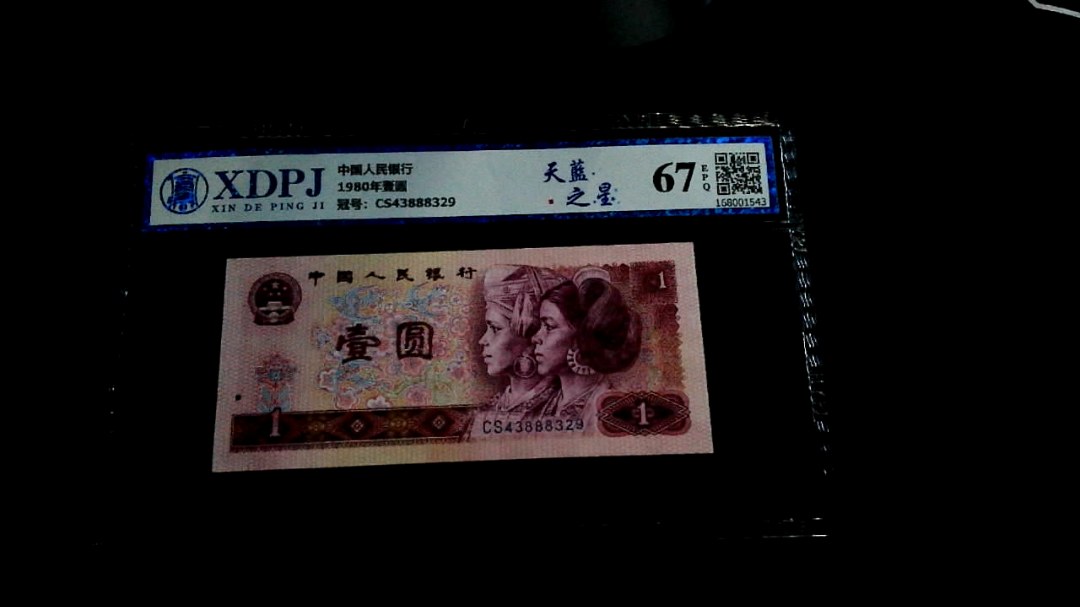 XDPJ
XIN DE PING JI
中國人民银行
1980年壹圆
冠号：CS43888329
天藍
之星
67
EPQ
168001543
中國人民银行
1
壹圆
1
CS43888329
1